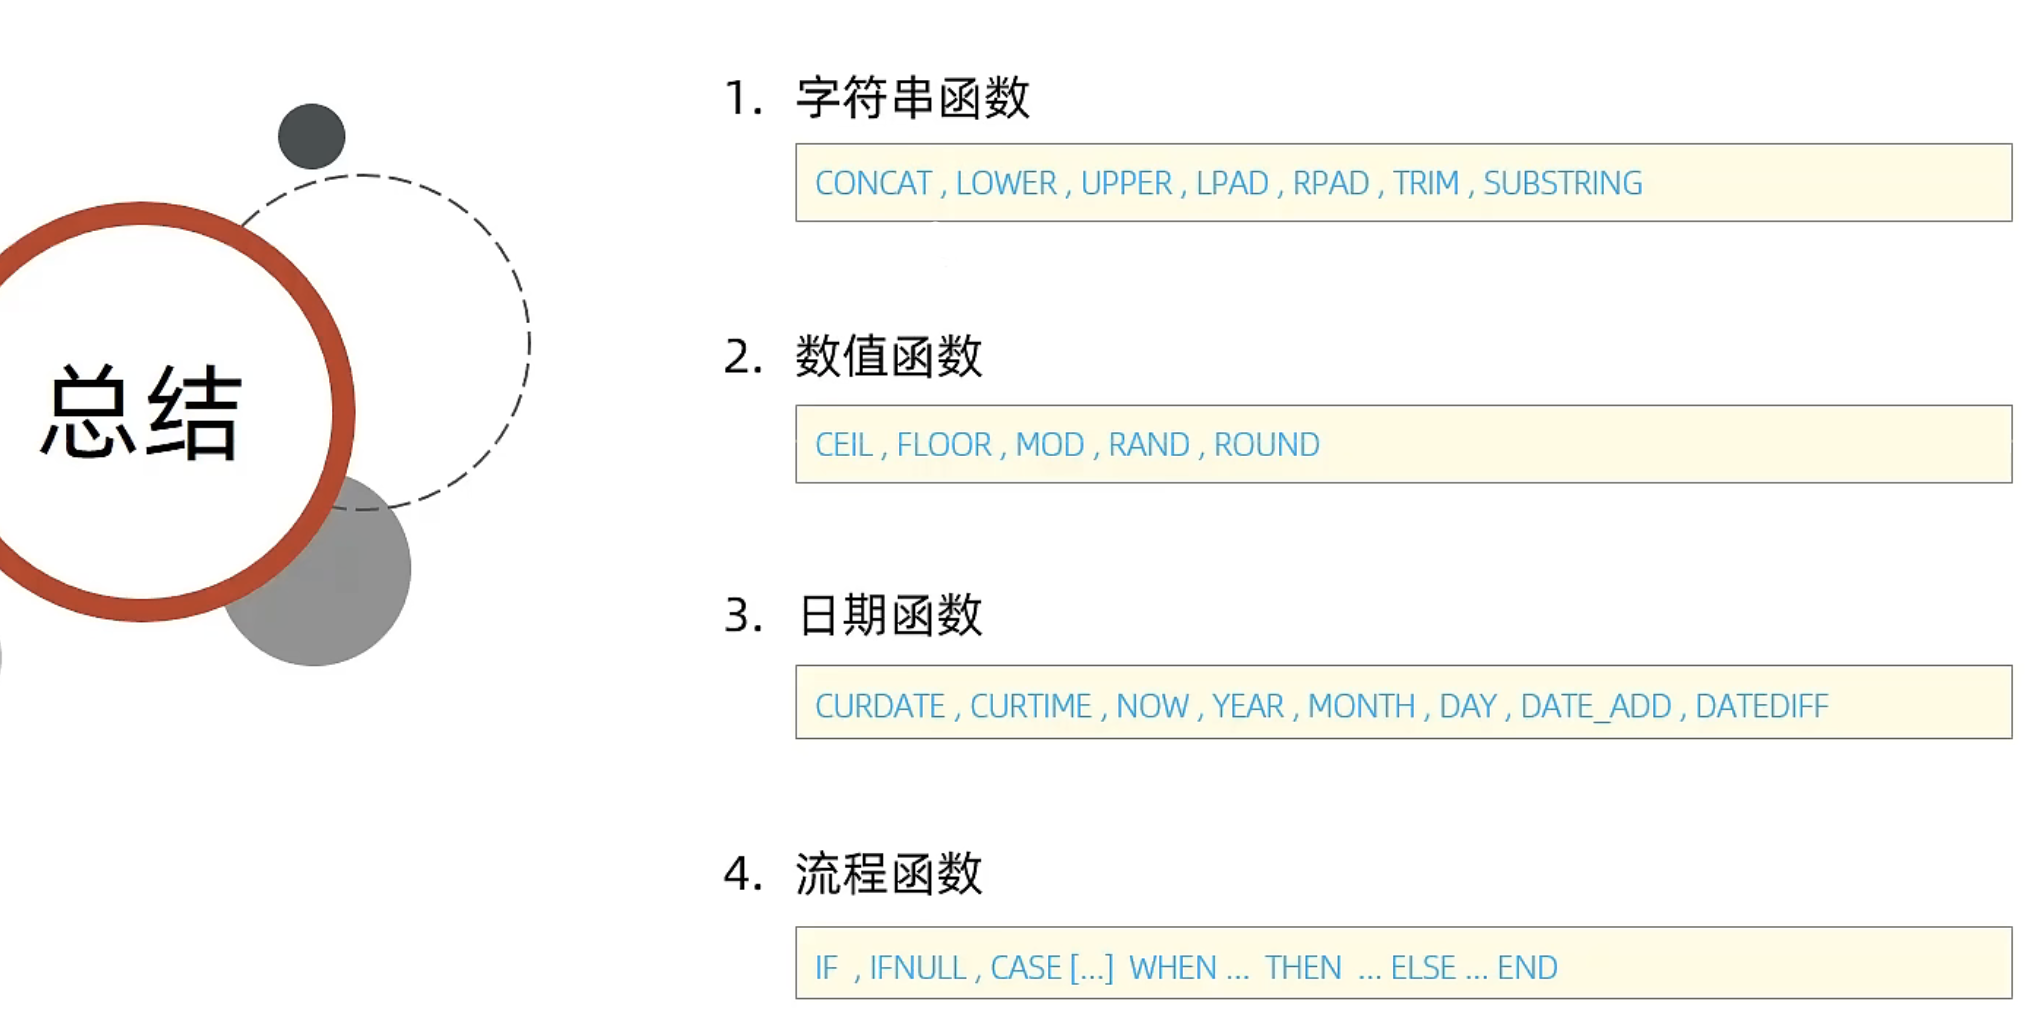 总结
1. 字符串函数
CONCAT , LOWER , UPPER , LPAD , RPAD , TRIM , SUBSTRING
2. 数值函数
CEIL , FLOOR , MOD , RAND , ROUND
3. 日期函数
CURDATE , CURTIME , NOW , YEAR , MONTH , DAY , DATE_ADD , DATEDIFF
4. 流程函数
IF , IFNULL , CASE [...] WHEN ... THEN ... ELSE ... END